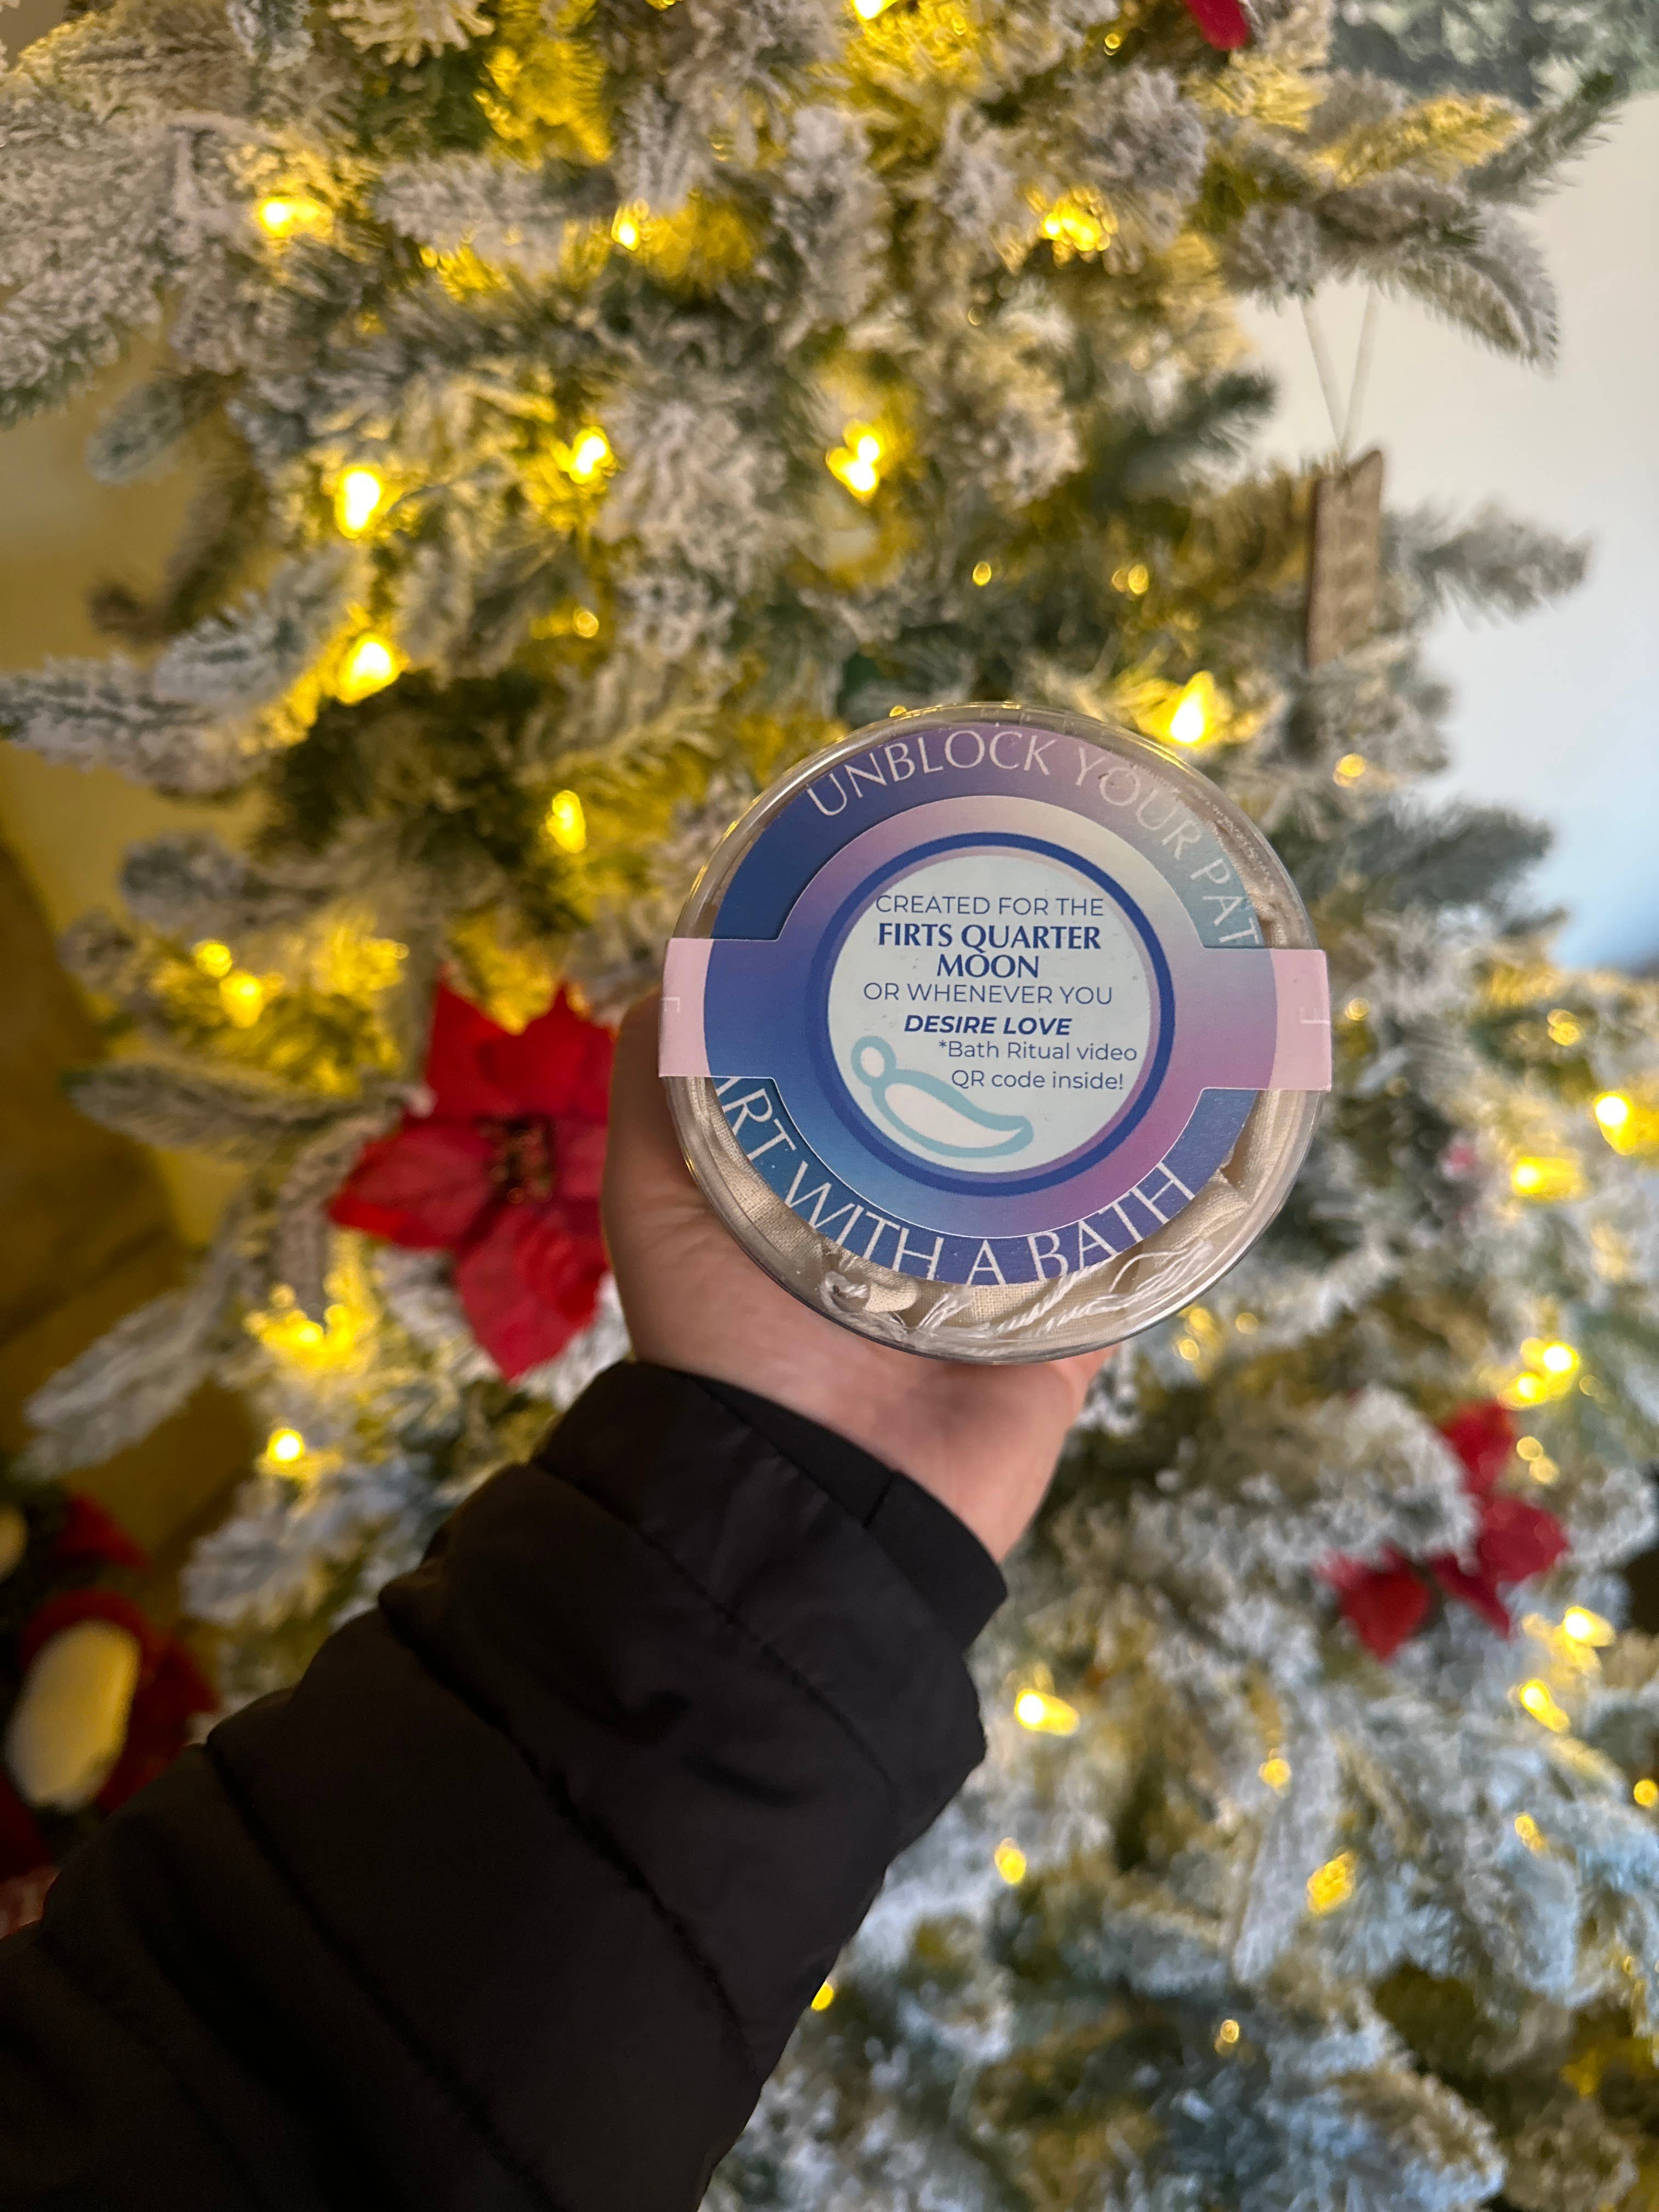 UNBLOCK YOUR PAT
CREATED FOR THE
FIRTS QUARTER
MOON
OR WHENEVER YOU
DESIRE LOVE
*Bath Ritual video
QR code inside!
WITH A BATH